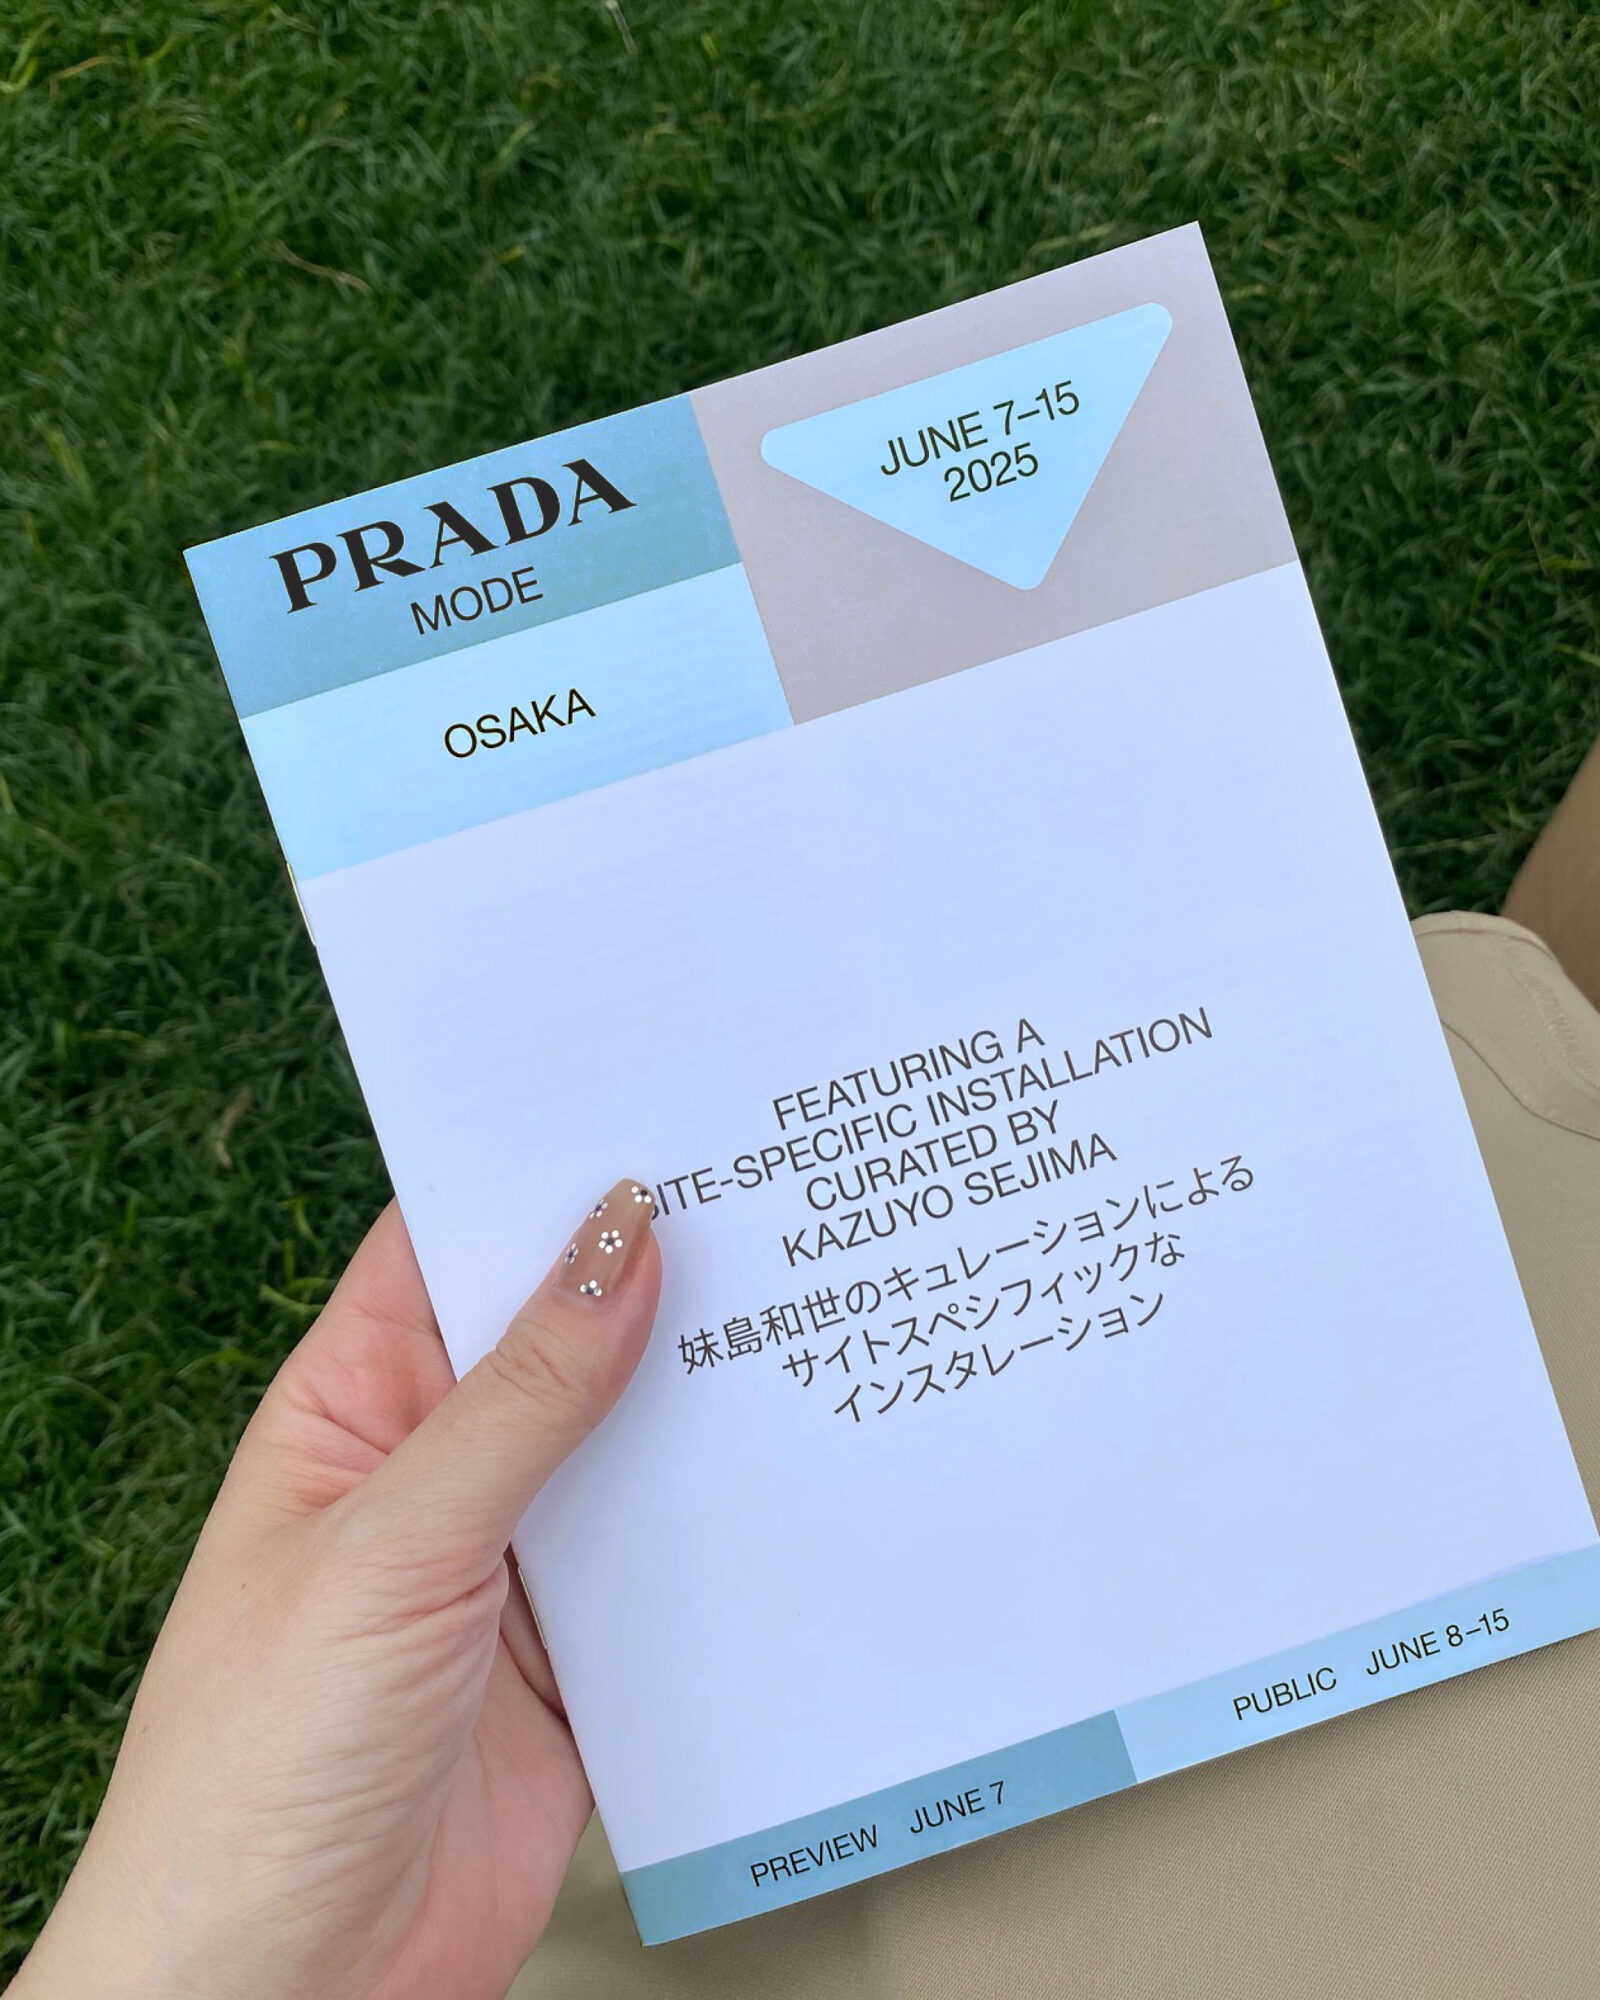 PRADA
MODE
JUNE 7–15
2025
OSAKA
FEATURING A
SITE-SPECIFIC INSTALLATION
CURATED BY
KAZUYO SEJIMA
妹島和世のキュレーションによる
サイトスペシフィックな
インスタレーション
PREVIEW JUNE 7
PUBLIC JUNE 8–15